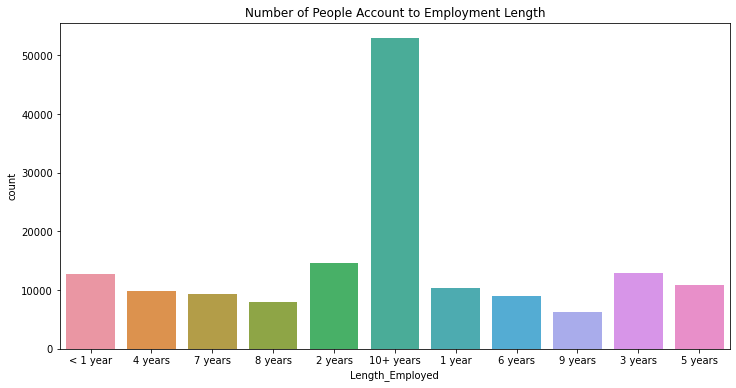 Number of People Account to Employment Length
50000
40000
30000
20000
10000
0
count
< 1 year 4 years 7 years 8 years 2 years 10+ years 1 year 6 years 9 years 3 years 5 years
Length_Employed